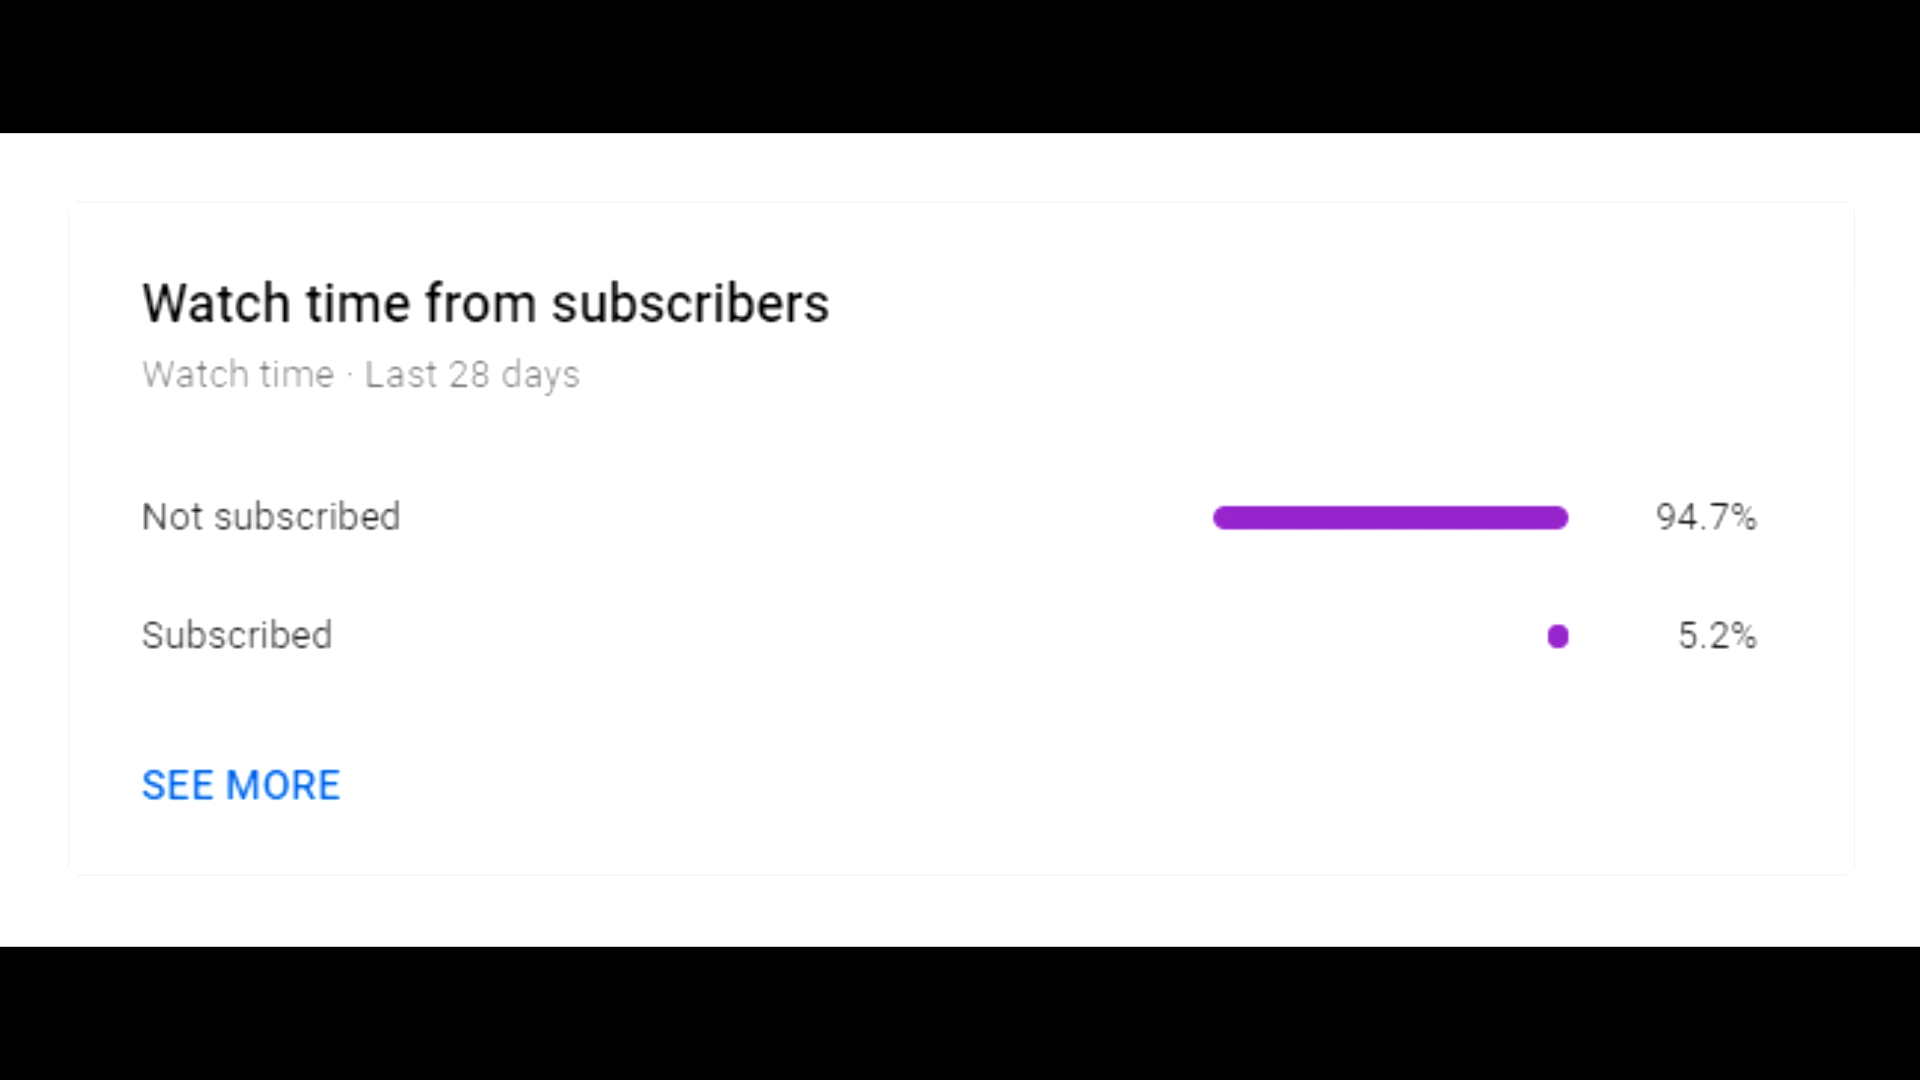 Watch time from subscribers
Watch time · Last 28 days
Not subscribed 94.7%
Subscribed 5.2%
SEE MORE